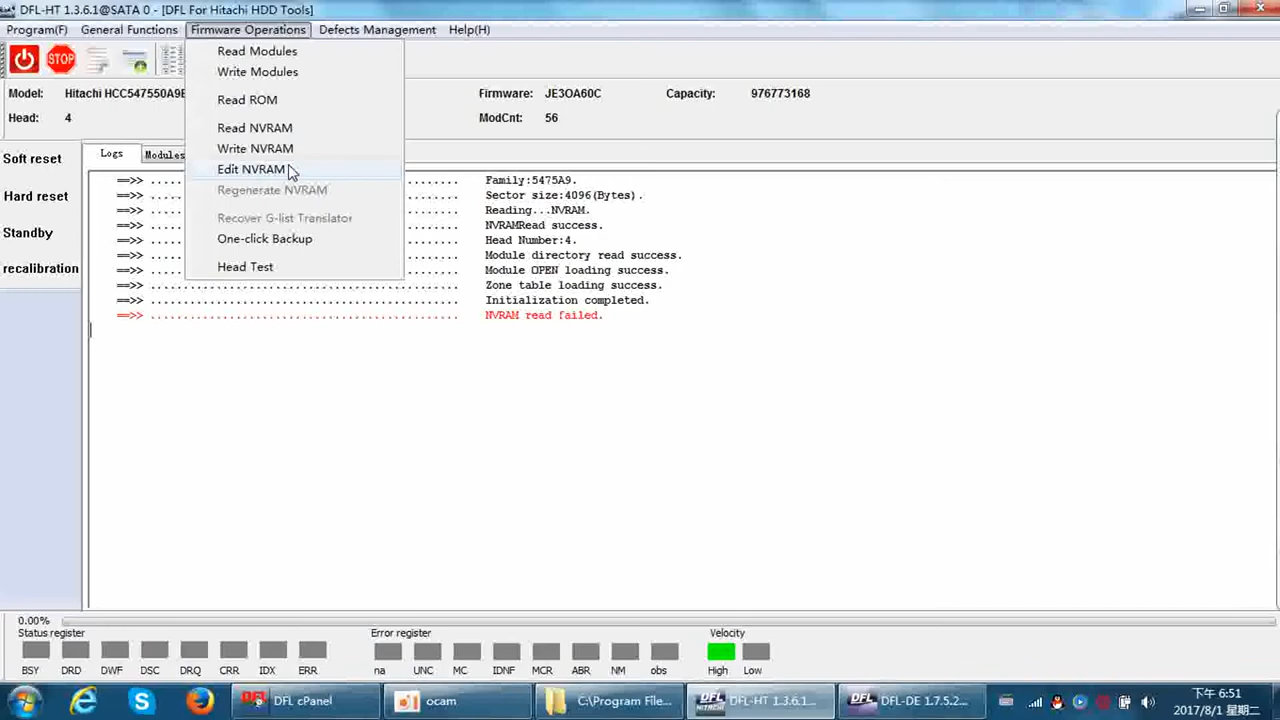 DFL-HT 1.3.6.1@SATA 0 - [DFL For Hitachi HDD Tools]
Program(F) General Functions Firmware Operations Defects Management Help(H)
STOP
Read Modules
Write Modules
Read ROM
Read NVRAM
Write NVRAM
Edit NVRAM
Regenerate NVRAM
Recover G-list Translator
One-click Backup
Head Test
Model: Hitachi HCC547550A9E Firmware: JE3OA60C Capacity: 976773168
Head: 4 ModCnt: 56
Soft reset
Hard reset
Standby
recalibration
Logs Modules
==>> Family:5475A9.
==>> Sector size:4096(Bytes).
==>> Reading...NVRAM.
==>> NVRAMRead success.
==>> Head Number:4.
==>> Module directory read success.
==>> Module OPEN loading success.
==>> Zone table loading success.
==>> ............................................ Initialization completed.
==>> ............................................ NVRAM read failed.
0.00%
Status register Error register Velocity
BSY DRD DWF DSC DRQ CRR IDX ERR na UNC MC IDNF MCR ABR NM obs High Low
DFL cPanel ocam C:\Program File... DFL-HT 1.3.6.1... DFL-DE 1.7.5.2...
下午 6:51
2017/8/1 星期二